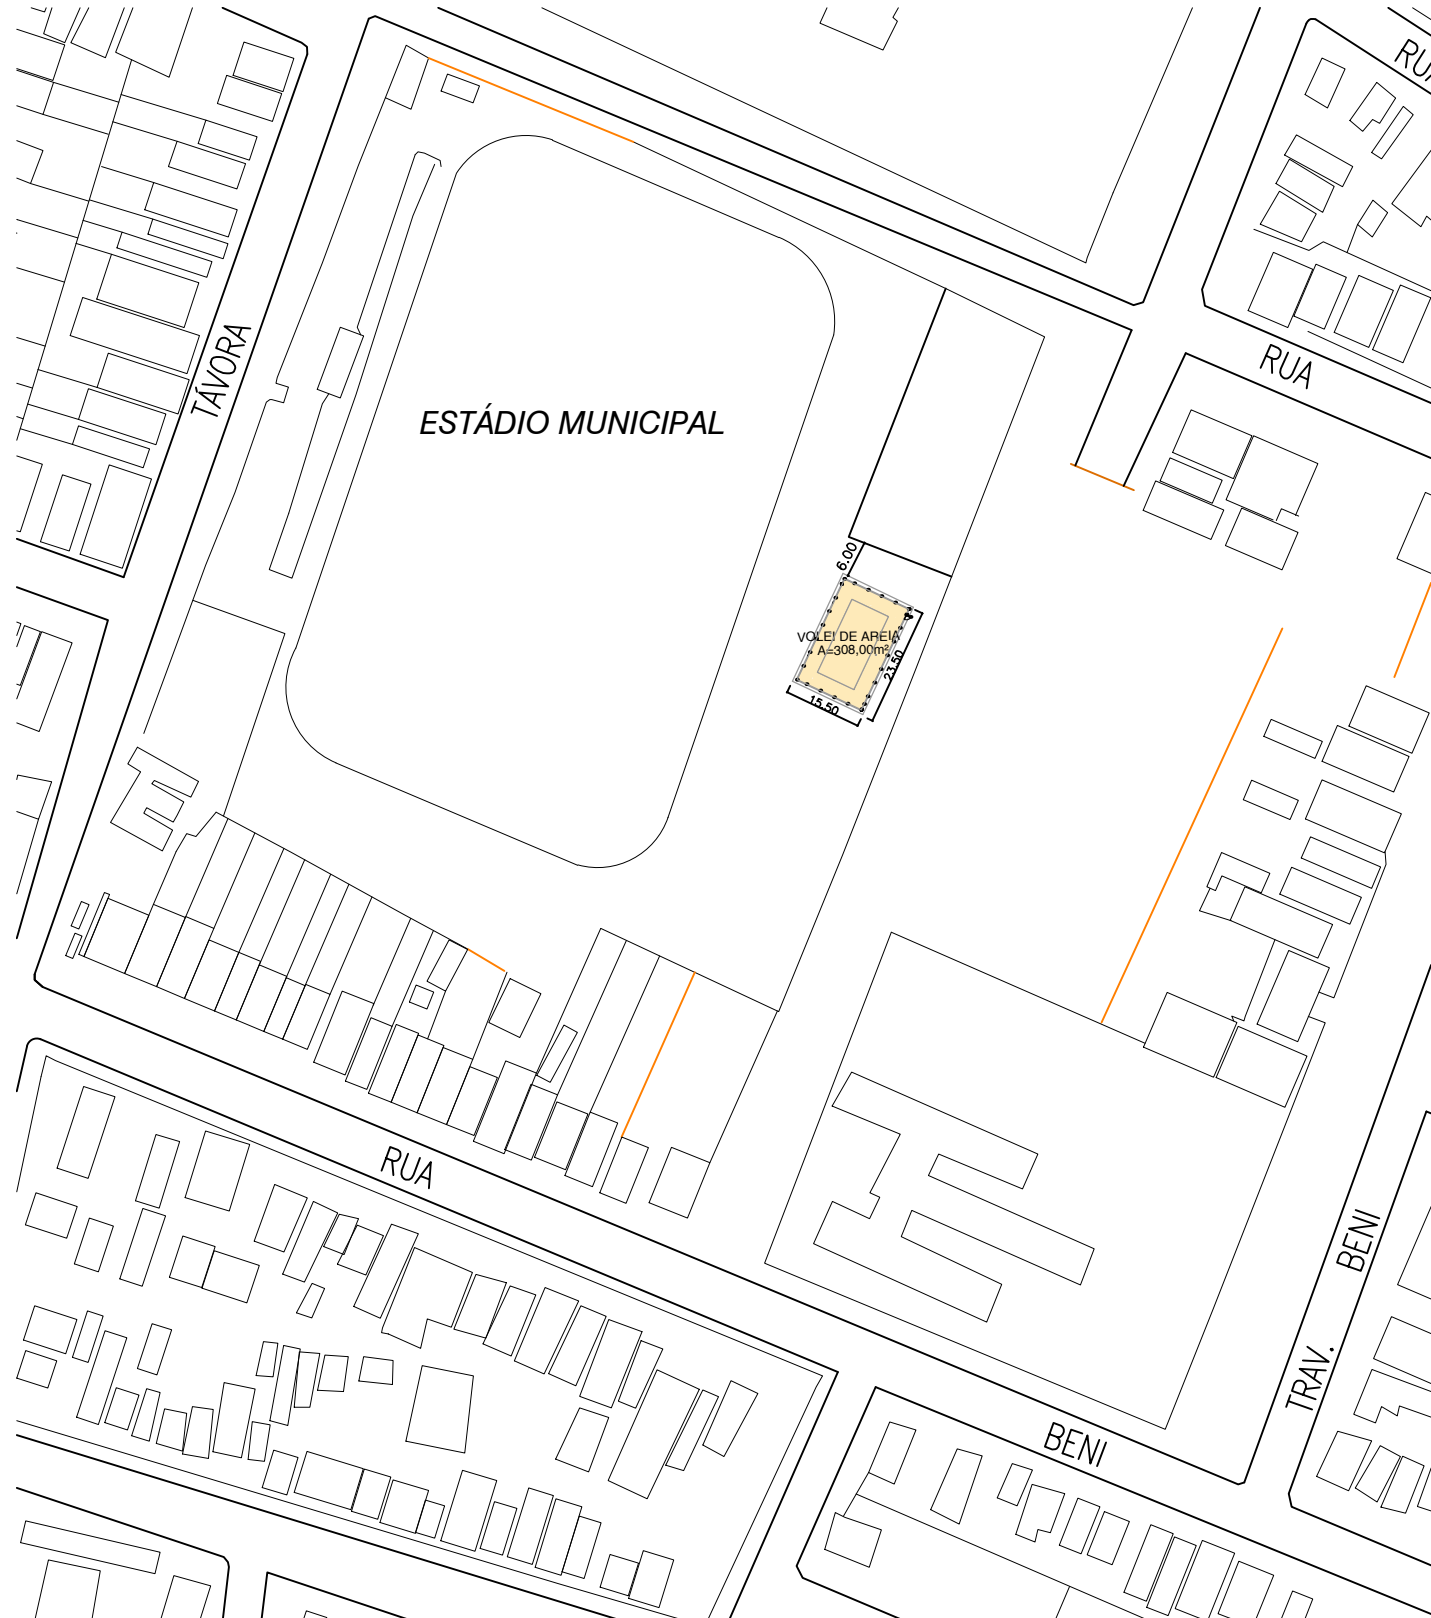 RUA
TÁVORA
RUA
ESTÁDIO MUNICIPAL
6.00
VOLEI DE AREIA
A=308,00m²
23.50
15.50
RUA
BENI
TRAV.
BENI